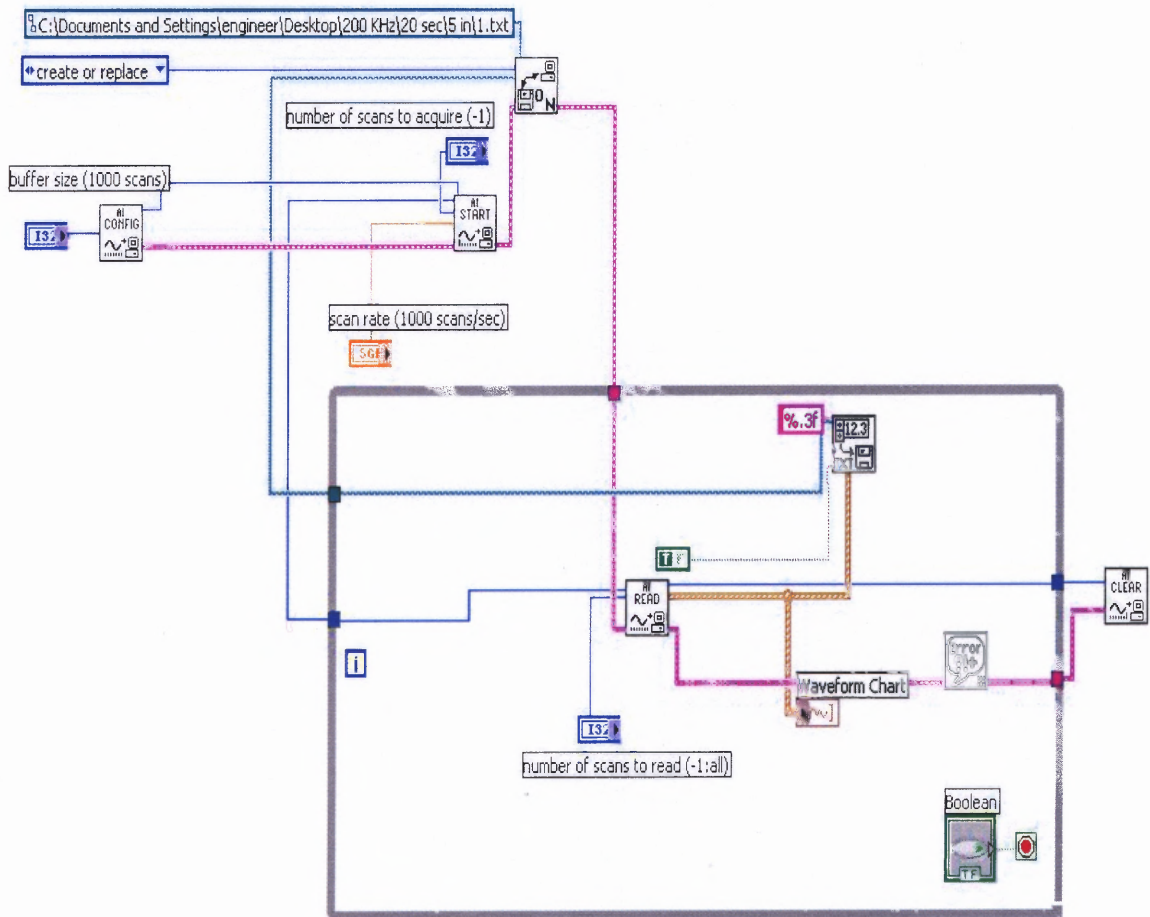 C:\Documents and Settings\engineer\Desktop\200 KHz\20 sec\5 in\1.txt
create or replace
number of scans to acquire (-1)
I32
buffer size (1000 scans)
I32
AI
CONFIG
AI
START
ON
scan rate (1000 scans/sec)
SGL
%.3f
12.3
TXT
T F
AI
READ
AI
CLEAR
i
Error
Waveform Chart
I32
number of scans to read (-1:all)
Boolean
TF